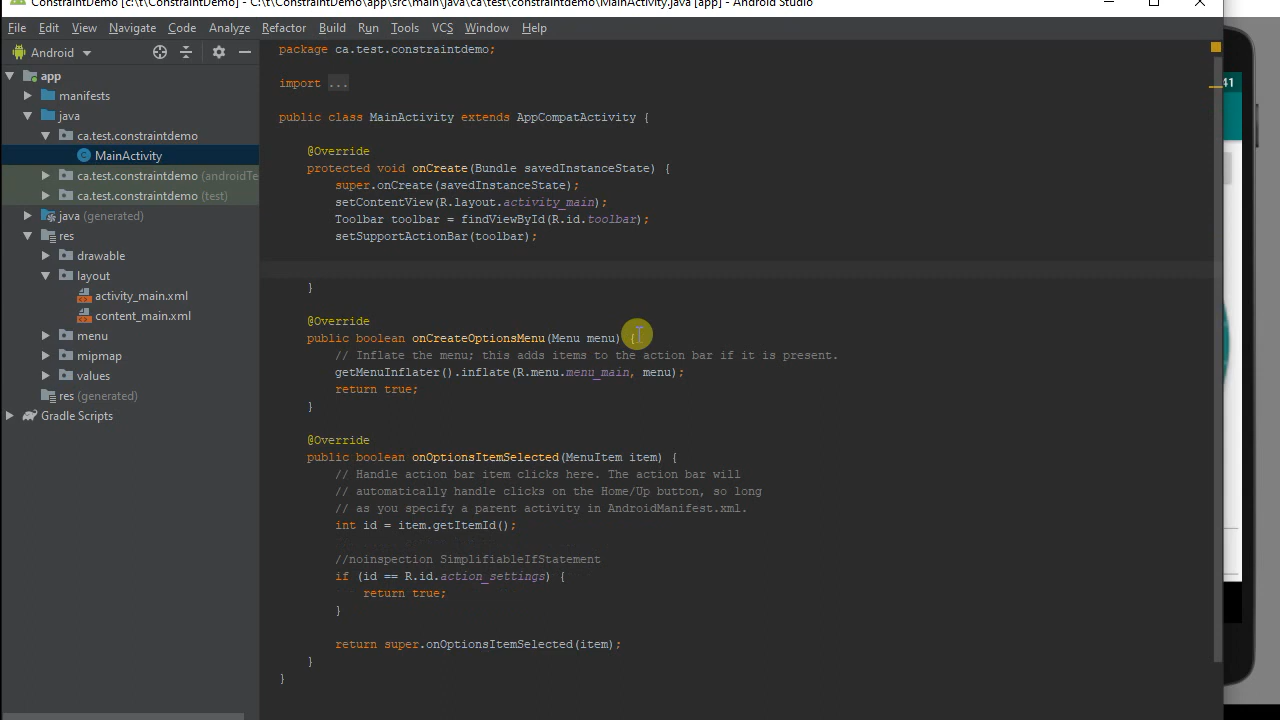 ConstraintDemo [c:\t\ConstraintDemo] - C:\t\ConstraintDemo\app\src\main\java\ca\test\constraintdemo\MainActivity.java [app] - Android Studio
File Edit View Navigate Code Analyze Refactor Build Run Tools VCS Window Help
Android
app
manifests
java
ca.test.constraintdemo
MainActivity
ca.test.constraintdemo (androidTe
ca.test.constraintdemo (test)
java (generated)
res
drawable
layout
activity_main.xml
content_main.xml
menu
mipmap
values
res (generated)
Gradle Scripts
package ca.test.constraintdemo;
import ...
public class MainActivity extends AppCompatActivity {
@Override
protected void onCreate(Bundle savedInstanceState) {
super.onCreate(savedInstanceState);
setContentView(R.layout.activity_main);
Toolbar toolbar = findViewById(R.id.toolbar);
setSupportActionBar(toolbar);
}
@Override
public boolean onCreateOptionsMenu(Menu menu) {
// Inflate the menu; this adds items to the action bar if it is present.
getMenuInflater().inflate(R.menu.menu_main, menu);
return true;
}
@Override
public boolean onOptionsItemSelected(MenuItem item) {
// Handle action bar item clicks here. The action bar will
// automatically handle clicks on the Home/Up button, so long
// as you specify a parent activity in AndroidManifest.xml.
int id = item.getItemId();
//noinspection SimplifiableIfStatement
if (id == R.id.action_settings) {
return true;
}
return super.onOptionsItemSelected(item);
}
}
41